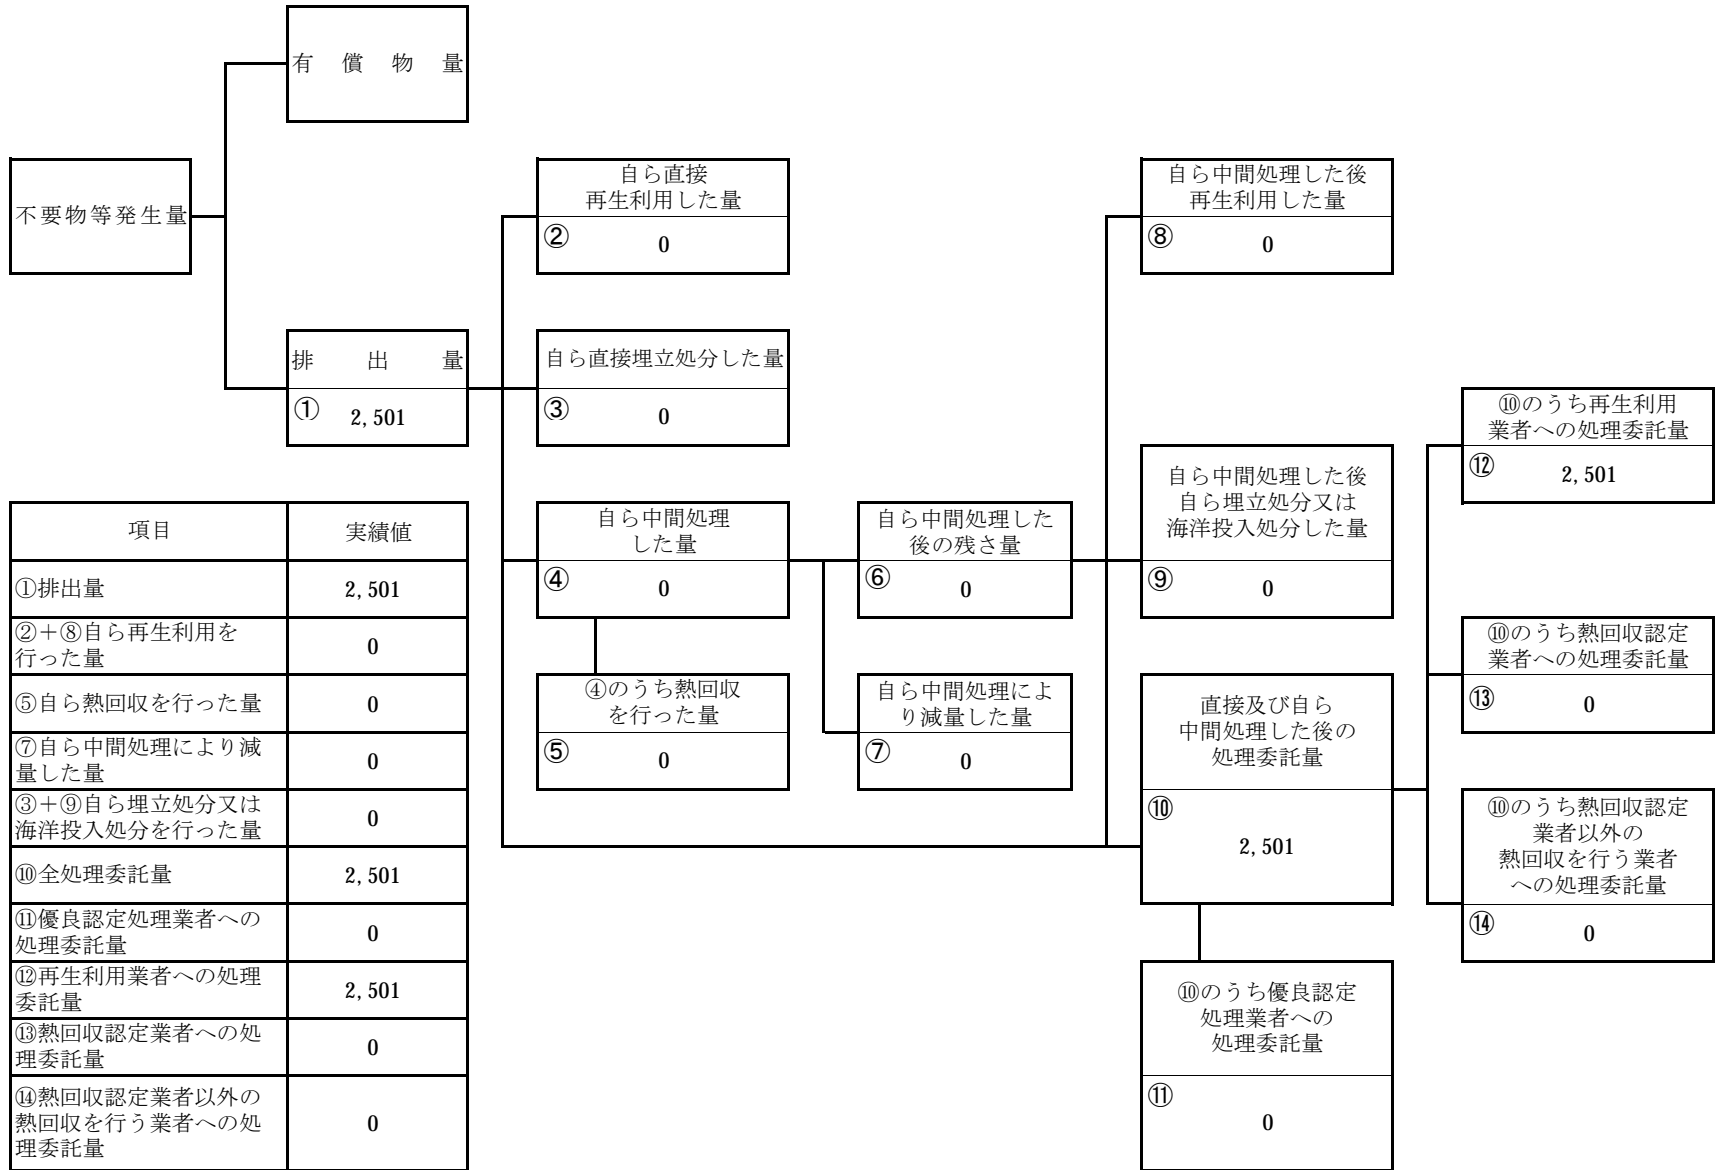 有償物量
不要物等発生量
排出量
① 2,501
自ら直接
再生利用した量
② 0
自ら直接埋立処分した量
③ 0
自ら中間処理
した量
④ 0
④のうち熱回収
を行った量
⑤ 0
自ら中間処理した
後の残さ量
⑥ 0
自ら中間処理によ
り減量した量
⑦ 0
自ら中間処理した後
再生利用した量
⑧ 0
自ら中間処理した後
自ら埋立処分又は
海洋投入処分した量
⑨ 0
直接及び自ら
中間処理した後の
処理委託量
⑩
2,501
⑩のうち優良認定
処理業者への
処理委託量
⑪
0
⑩のうち再生利用
業者への処理委託量
⑫ 2,501
⑩のうち熱回収認定
業者への処理委託量
⑬ 0
⑩のうち熱回収認定
業者以外の
熱回収を行う業者
への処理委託量
⑭ 0
項目 実績値
①排出量 2,501
②＋⑧自ら再生利用を
行った量 0
⑤自ら熱回収を行った量 0
⑦自ら中間処理により減
量した量 0
③＋⑨自ら埋立処分又は
海洋投入処分を行った量 0
⑩全処理委託量 2,501
⑪優良認定処理業者への
処理委託量 0
⑫再生利用業者への処理
委託量 2,501
⑬熱回収認定業者への処
理委託量 0
⑭熱回収認定業者以外の
熱回収を行う業者への処
理委託量 0